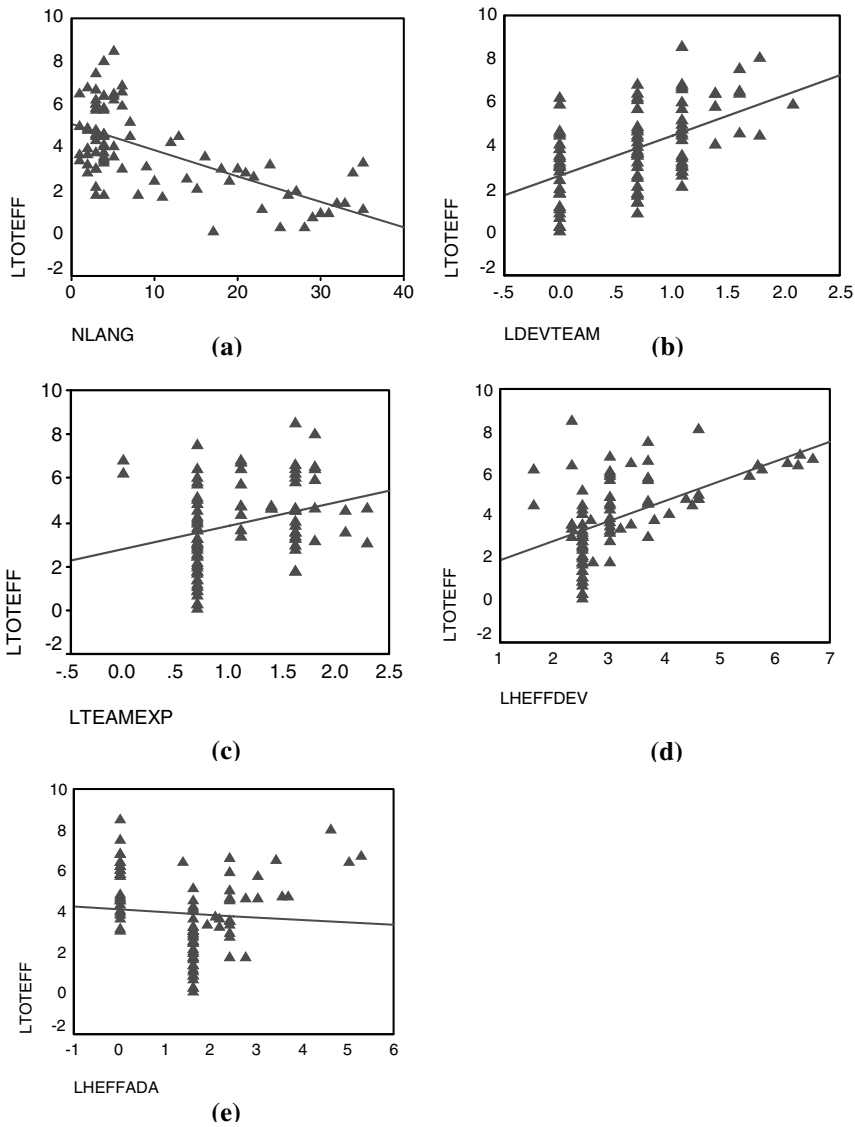 10
8
6
4
2
0
-2
LTOTEFF
0 10 20 30 40
NLANG
(a)
10
8
6
4
2
0
-2
LTOTEFF
-.5 0.0 .5 1.0 1.5 2.0 2.5
LDEVTEAM
(b)
10
8
6
4
2
0
-2
LTOTEFF
-.5 0.0 .5 1.0 1.5 2.0 2.5
LTEAMEXP
(c)
10
8
6
4
2
0
-2
LTOTEFF
1 2 3 4 5 6 7
LHEFFDEV
(d)
10
8
6
4
2
0
-2
LTOTEFF
-1 0 1 2 3 4 5 6
LHEFFADA
(e)